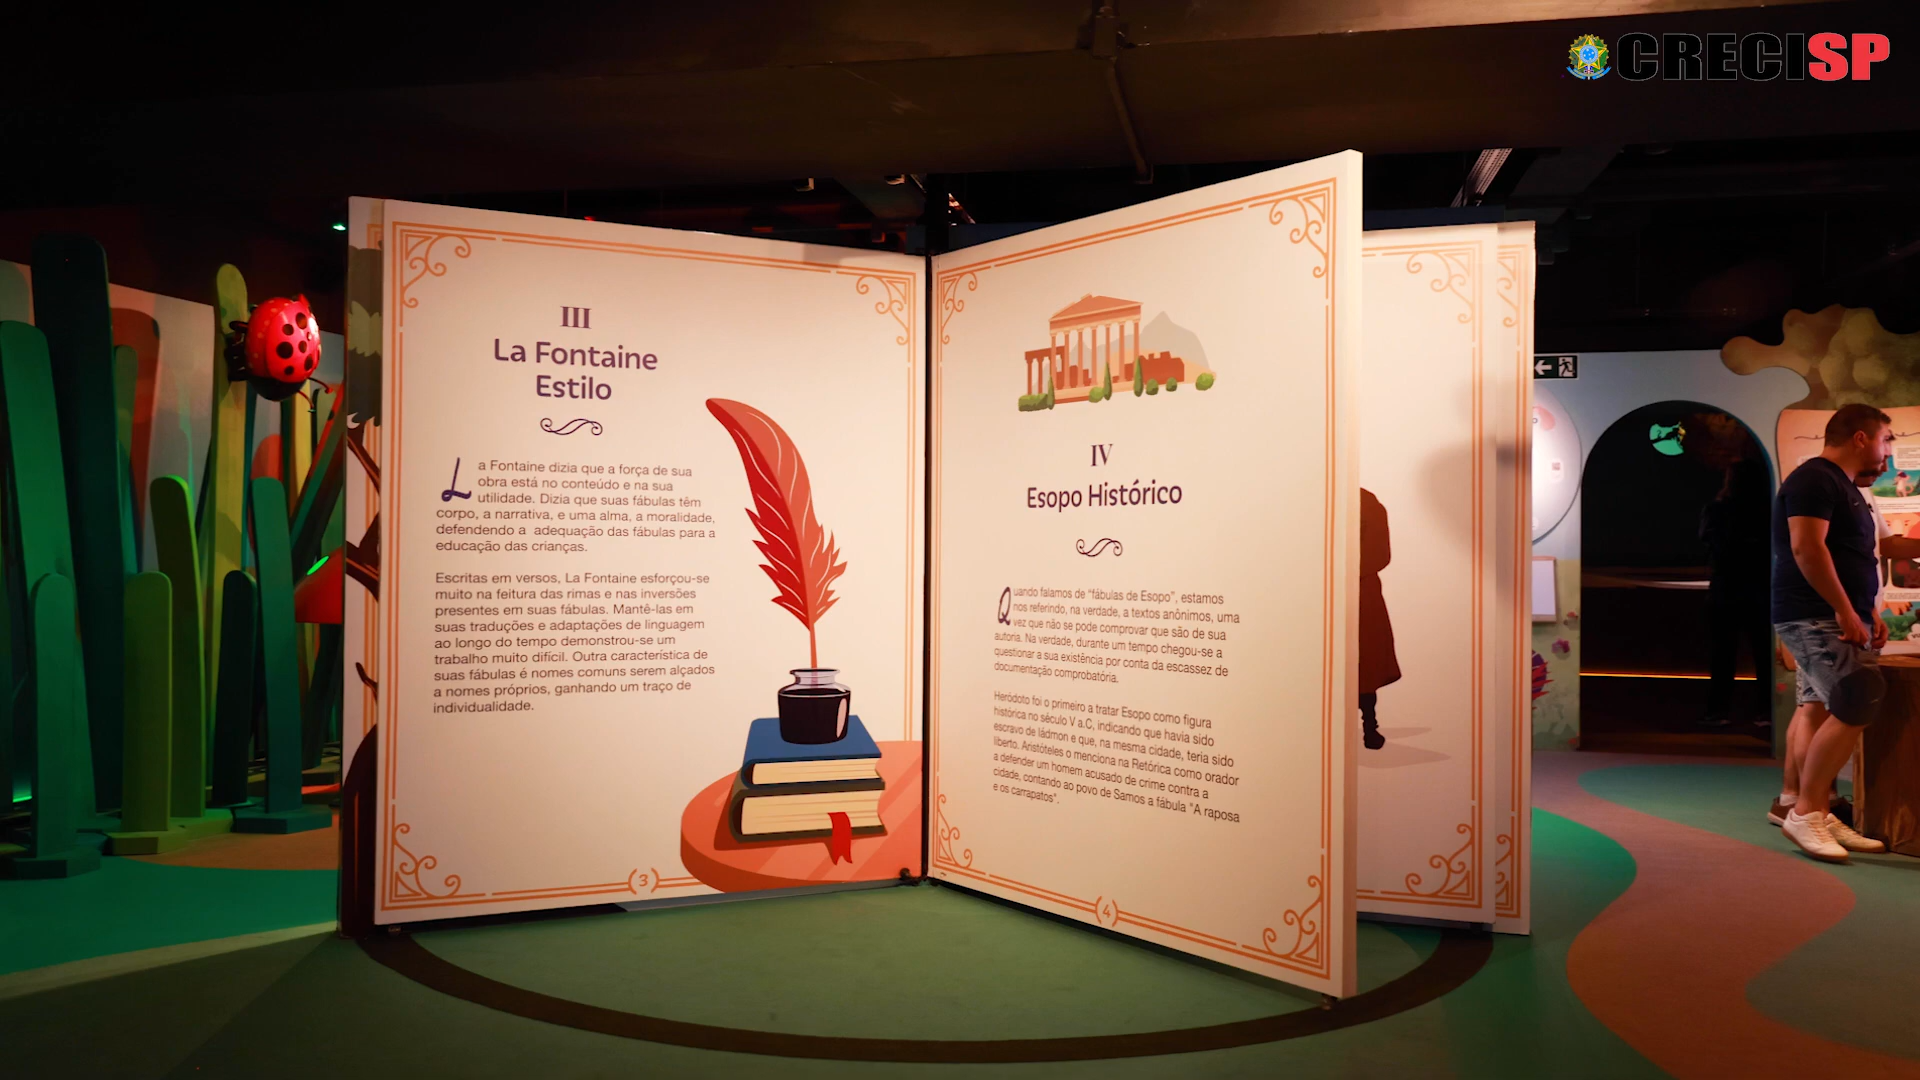 CRECISP
III
La Fontaine
Estilo
La Fontaine dizia que a força de sua
obra está no conteúdo e na sua
utilidade. Dizia que suas fábulas têm
corpo, a narrativa, e uma alma, a moralidade,
defendendo a adequação das fábulas para a
educação das crianças.
Escritas em versos, La Fontaine esforçou-se
muito na feitura das rimas e nas inversões
presentes em suas fábulas. Mantê-las em
suas traduções e adaptações de linguagem
ao longo do tempo demonstrou-se um
trabalho muito difícil. Outra característica de
suas fábulas é nomes comuns serem alçados
a nomes próprios, ganhando um traço de
individualidade.
3
IV
Esopo Histórico
Quando falamos de “fábulas de Esopo”, estamos
nos referindo, na verdade, a textos anônimos, uma
vez que não se pode comprovar que são de sua
autoria. Na verdade, durante um tempo chegou-se a
questionar a sua existência por conta da escassez de
documentação comprobatória.
Heródoto foi o primeiro a tratar Esopo como figura
histórica no século V a.C, indicando que havia sido
escravo de Iádmon e que, na mesma cidade, teria sido
liberto. Aristóteles o menciona na Retórica como orador
a defender um homem acusado de crime contra a
cidade, contando ao povo de Samos a fábula "A raposa
e os carrapatos".
4